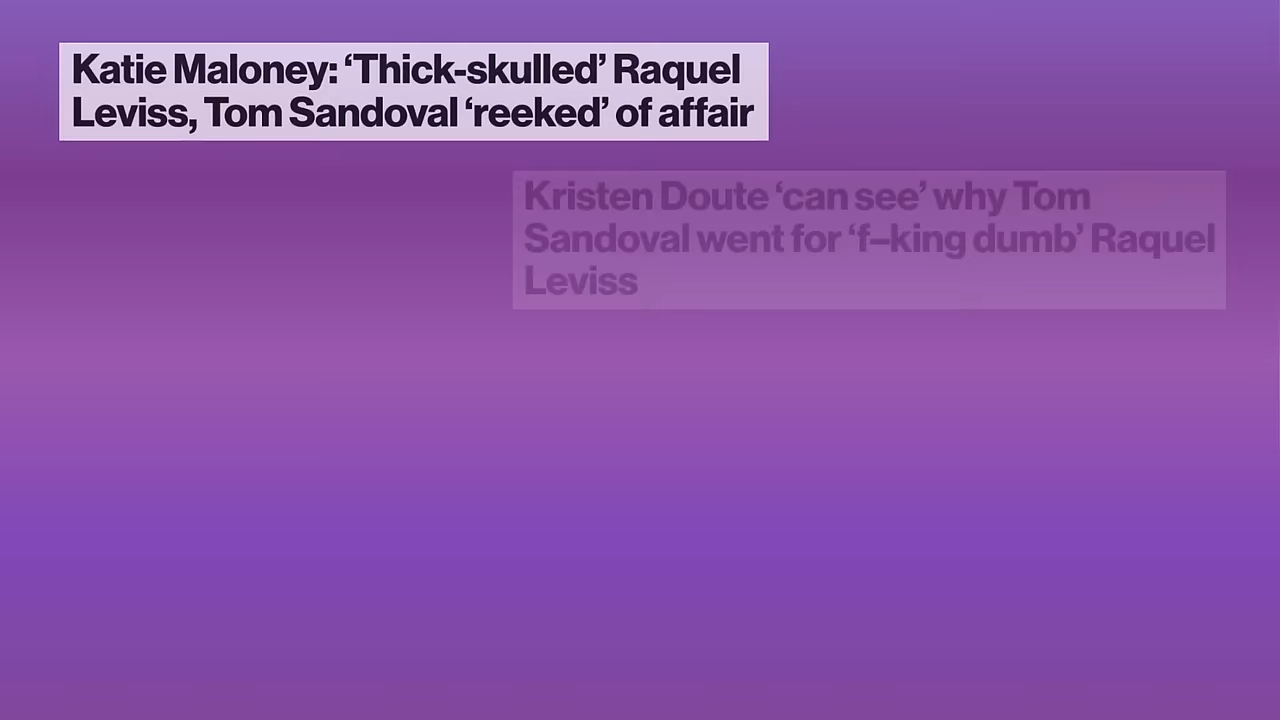 Katie Maloney: ‘Thick-skulled’ Raquel
Leviss, Tom Sandoval ‘reeked’ of affair
Kristen Doute ‘can see’ why Tom
Sandoval went for ‘f–king dumb’ Raquel
Leviss